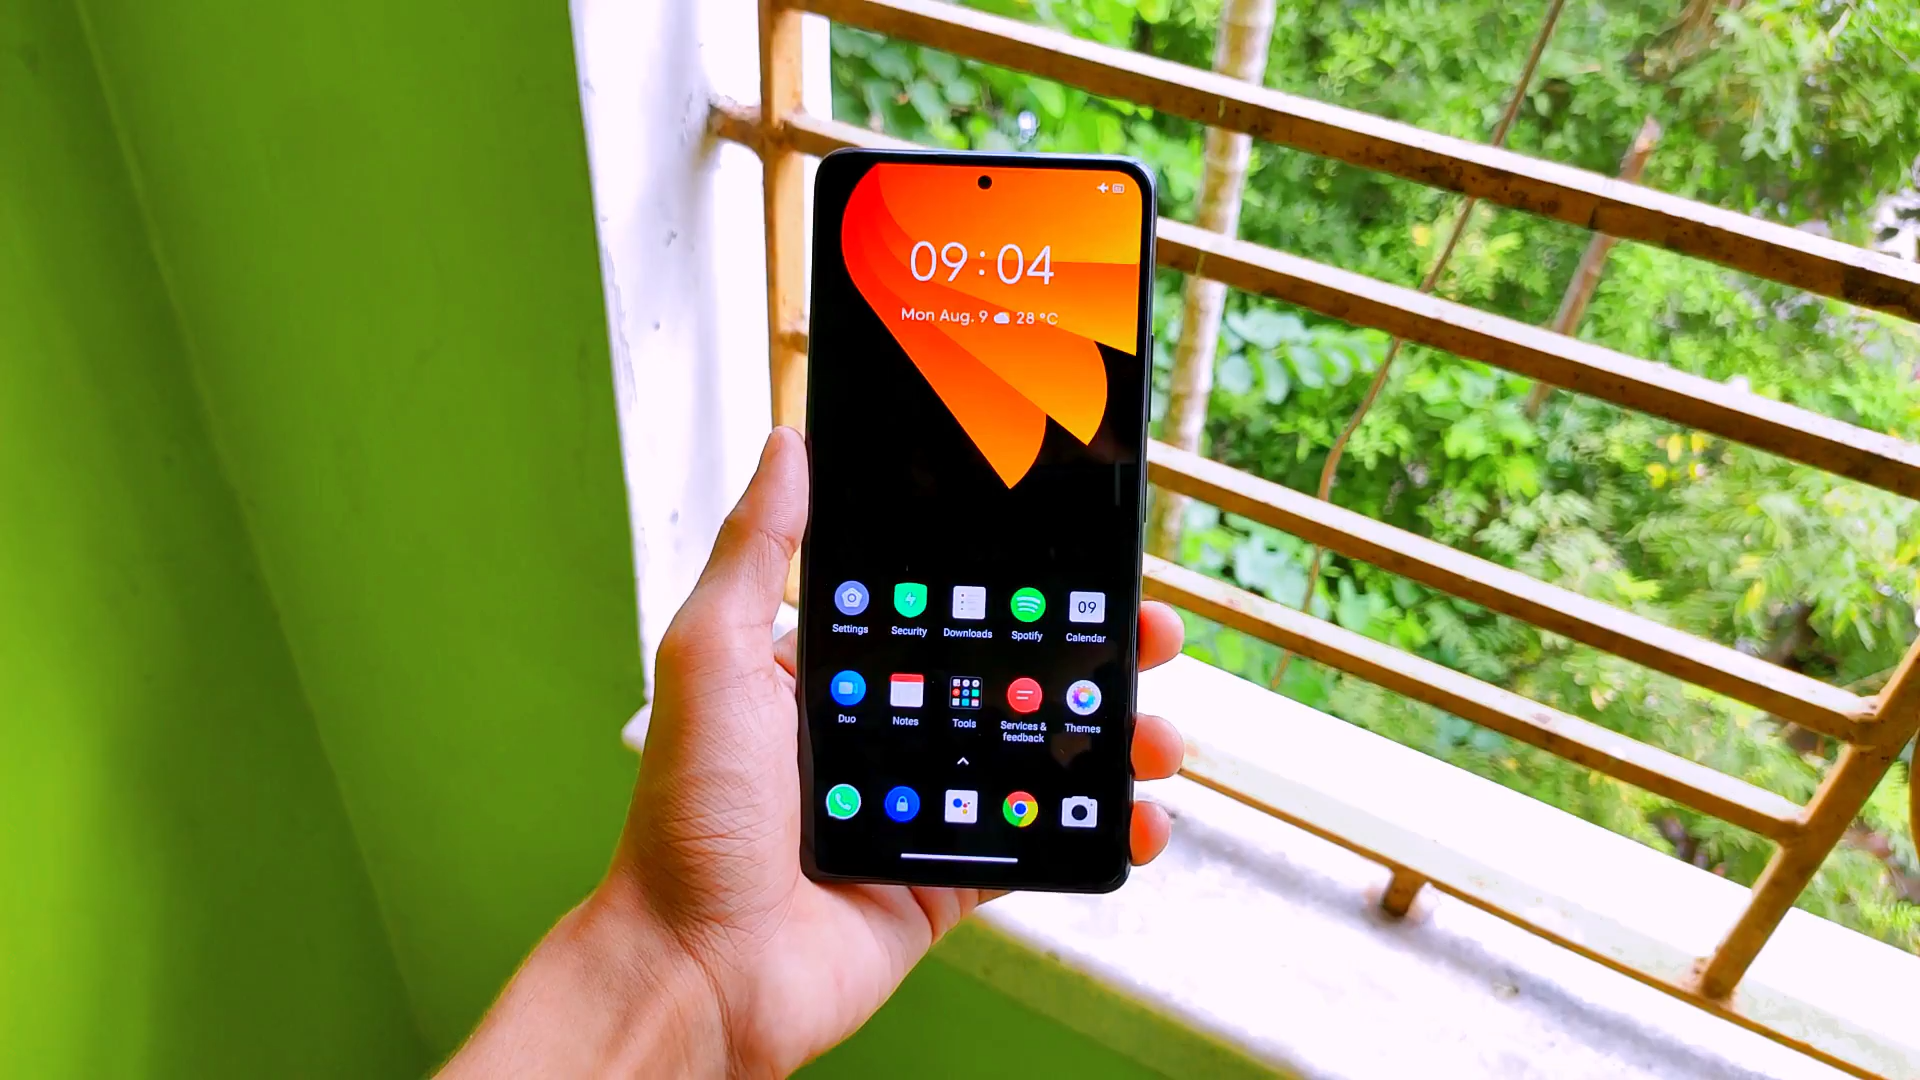 09:04
Mon Aug. 9 28 °C
09
Settings Security Downloads Spotify Calendar
Duo Notes Tools Services & feedback Themes